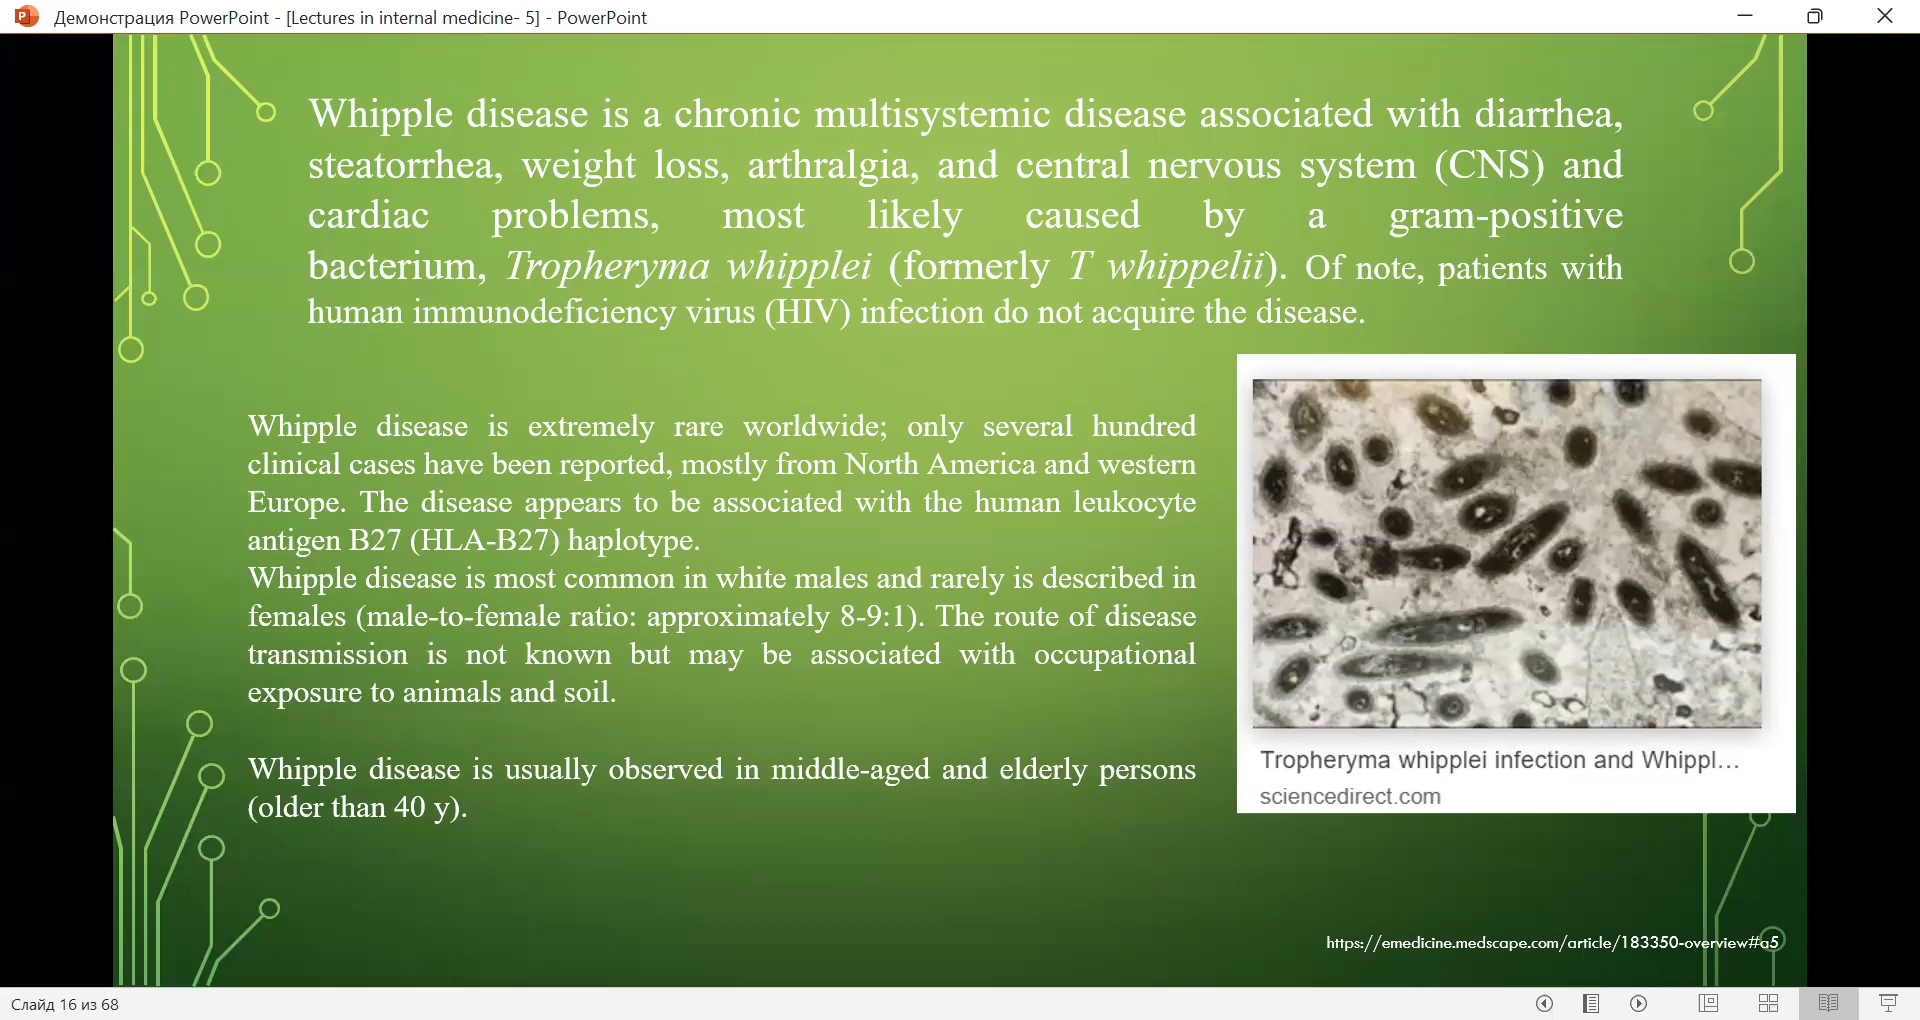 Демонстрация PowerPoint - [Lectures in internal medicine- 5] - PowerPoint
Whipple disease is a chronic multisystemic disease associated with diarrhea,
steatorrhea, weight loss, arthralgia, and central nervous system (CNS) and
cardiac problems, most likely caused by a gram-positive
bacterium, Tropheryma whipplei (formerly T whippelii). Of note, patients with
human immunodeficiency virus (HIV) infection do not acquire the disease.
Whipple disease is extremely rare worldwide; only several hundred
clinical cases have been reported, mostly from North America and western
Europe. The disease appears to be associated with the human leukocyte
antigen B27 (HLA-B27) haplotype.
Whipple disease is most common in white males and rarely is described in
females (male-to-female ratio: approximately 8-9:1). The route of disease
transmission is not known but may be associated with occupational
exposure to animals and soil.
Whipple disease is usually observed in middle-aged and elderly persons
(older than 40 y).
Tropheryma whipplei infection and Whippl...
sciencedirect.com
https://emedicine.medscape.com/article/183350-overview#a5
Слайд 16 из 68